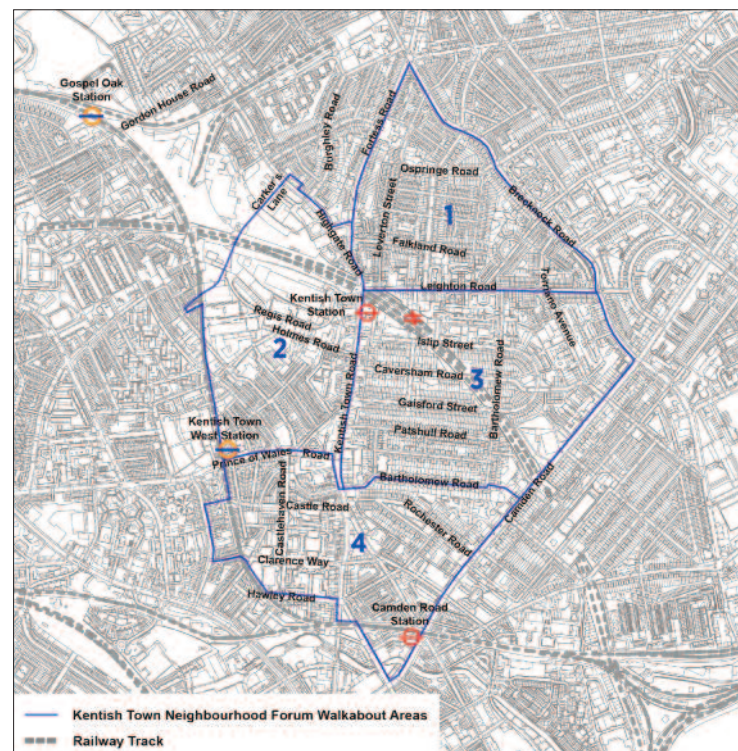 Gospel Oak
Station
Gordon House Road
Burghley Road
Fortess Road
Ospringe Road
Carker's
Lane
Highgate Road
Leverton Street
1
Brecknock Road
Falkland Road
Leighton Road
Torriano Avenue
Kentish Town
Station
Regis Road
Holmes Road
2
Islip Street
Caversham Road
3
Bartholomew Road
Kentish Town Road
Gaisford Street
Patshull Road
Kentish Town
West Station
Prince of Wales Road
Bartholomew Road
Camden Road
Castlehaven Road
Castle Road
Rochester Road
4
Clarence Way
Hawley Road
Camden Road
Station
Kentish Town Neighbourhood Forum Walkabout Areas
Railway Track